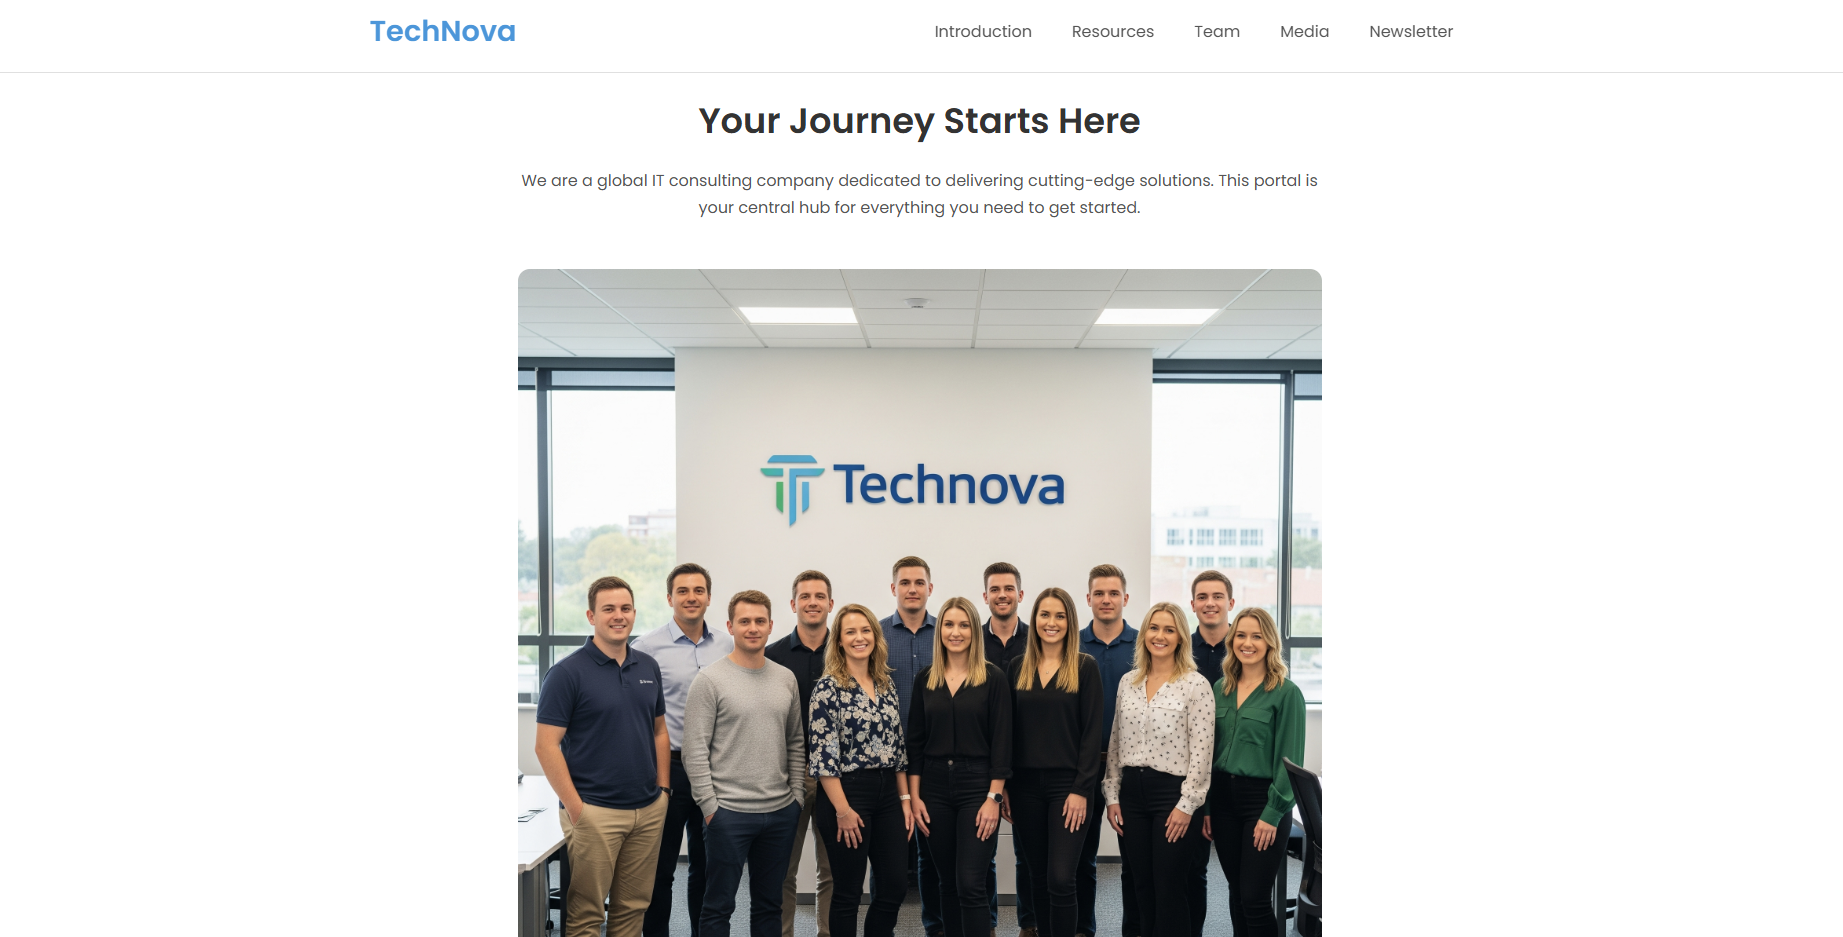 TechNova
Introduction
Resources
Team
Media
Newsletter
Your Journey Starts Here
We are a global IT consulting company dedicated to delivering cutting-edge solutions. This portal is
your central hub for everything you need to get started.
Technova